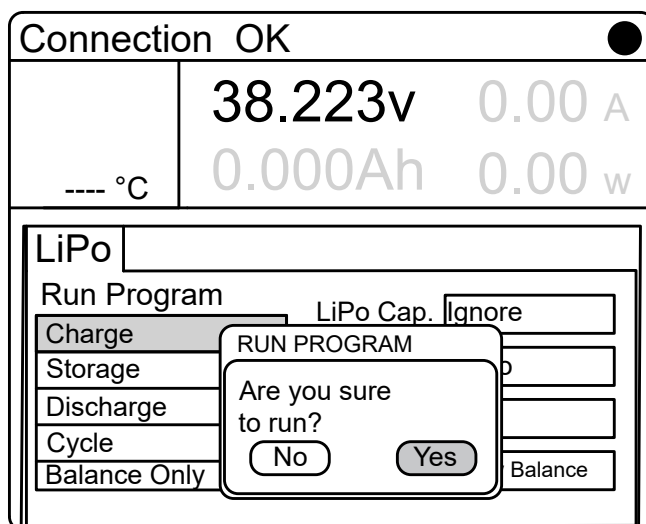 Connection OK
38.223v 0.00 A
---- °C 0.000Ah 0.00 w
LiPo
Run Program
LiPo Cap. Ignore
Charge
Storage
Discharge
Cycle
Balance Only
RUN PROGRAM
Are you sure
to run?
No Yes
Balance